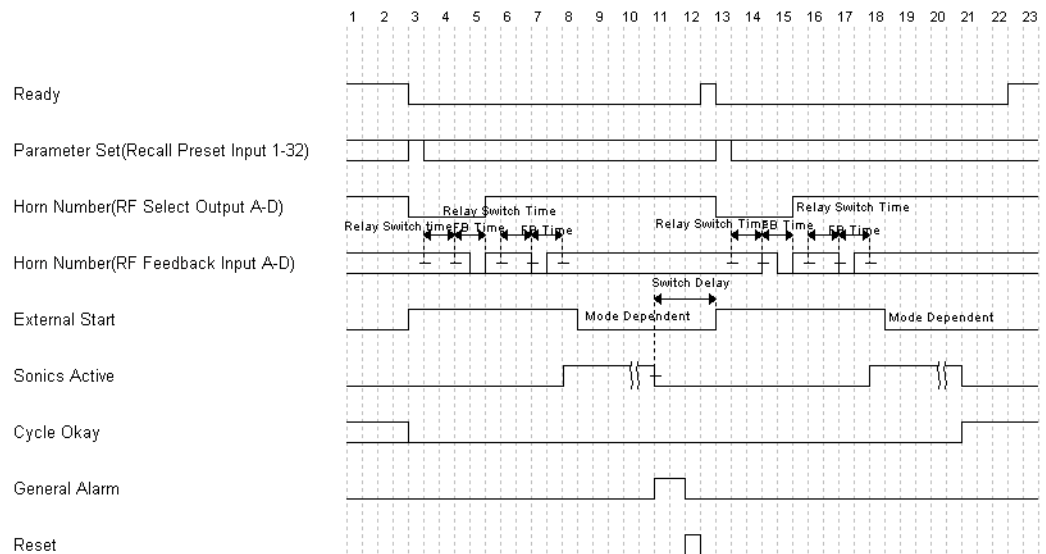 1 2 3 4 5 6 7 8 9 10 11 12 13 14 15 16 17 18 19 20 21 22 23
Ready
Parameter Set(Recall Preset Input 1-32)
Horn Number(RF Select Output A-D)
Relay Switch Time
Relay Switch Time
Relay Switch time
FB Time
FB Time
Relay Switch Time
FB Time
FB Time
Horn Number(RF Feedback Input A-D)
Switch Delay
External Start
Mode Dependent
Mode Dependent
Sonics Active
Cycle Okay
General Alarm
Reset